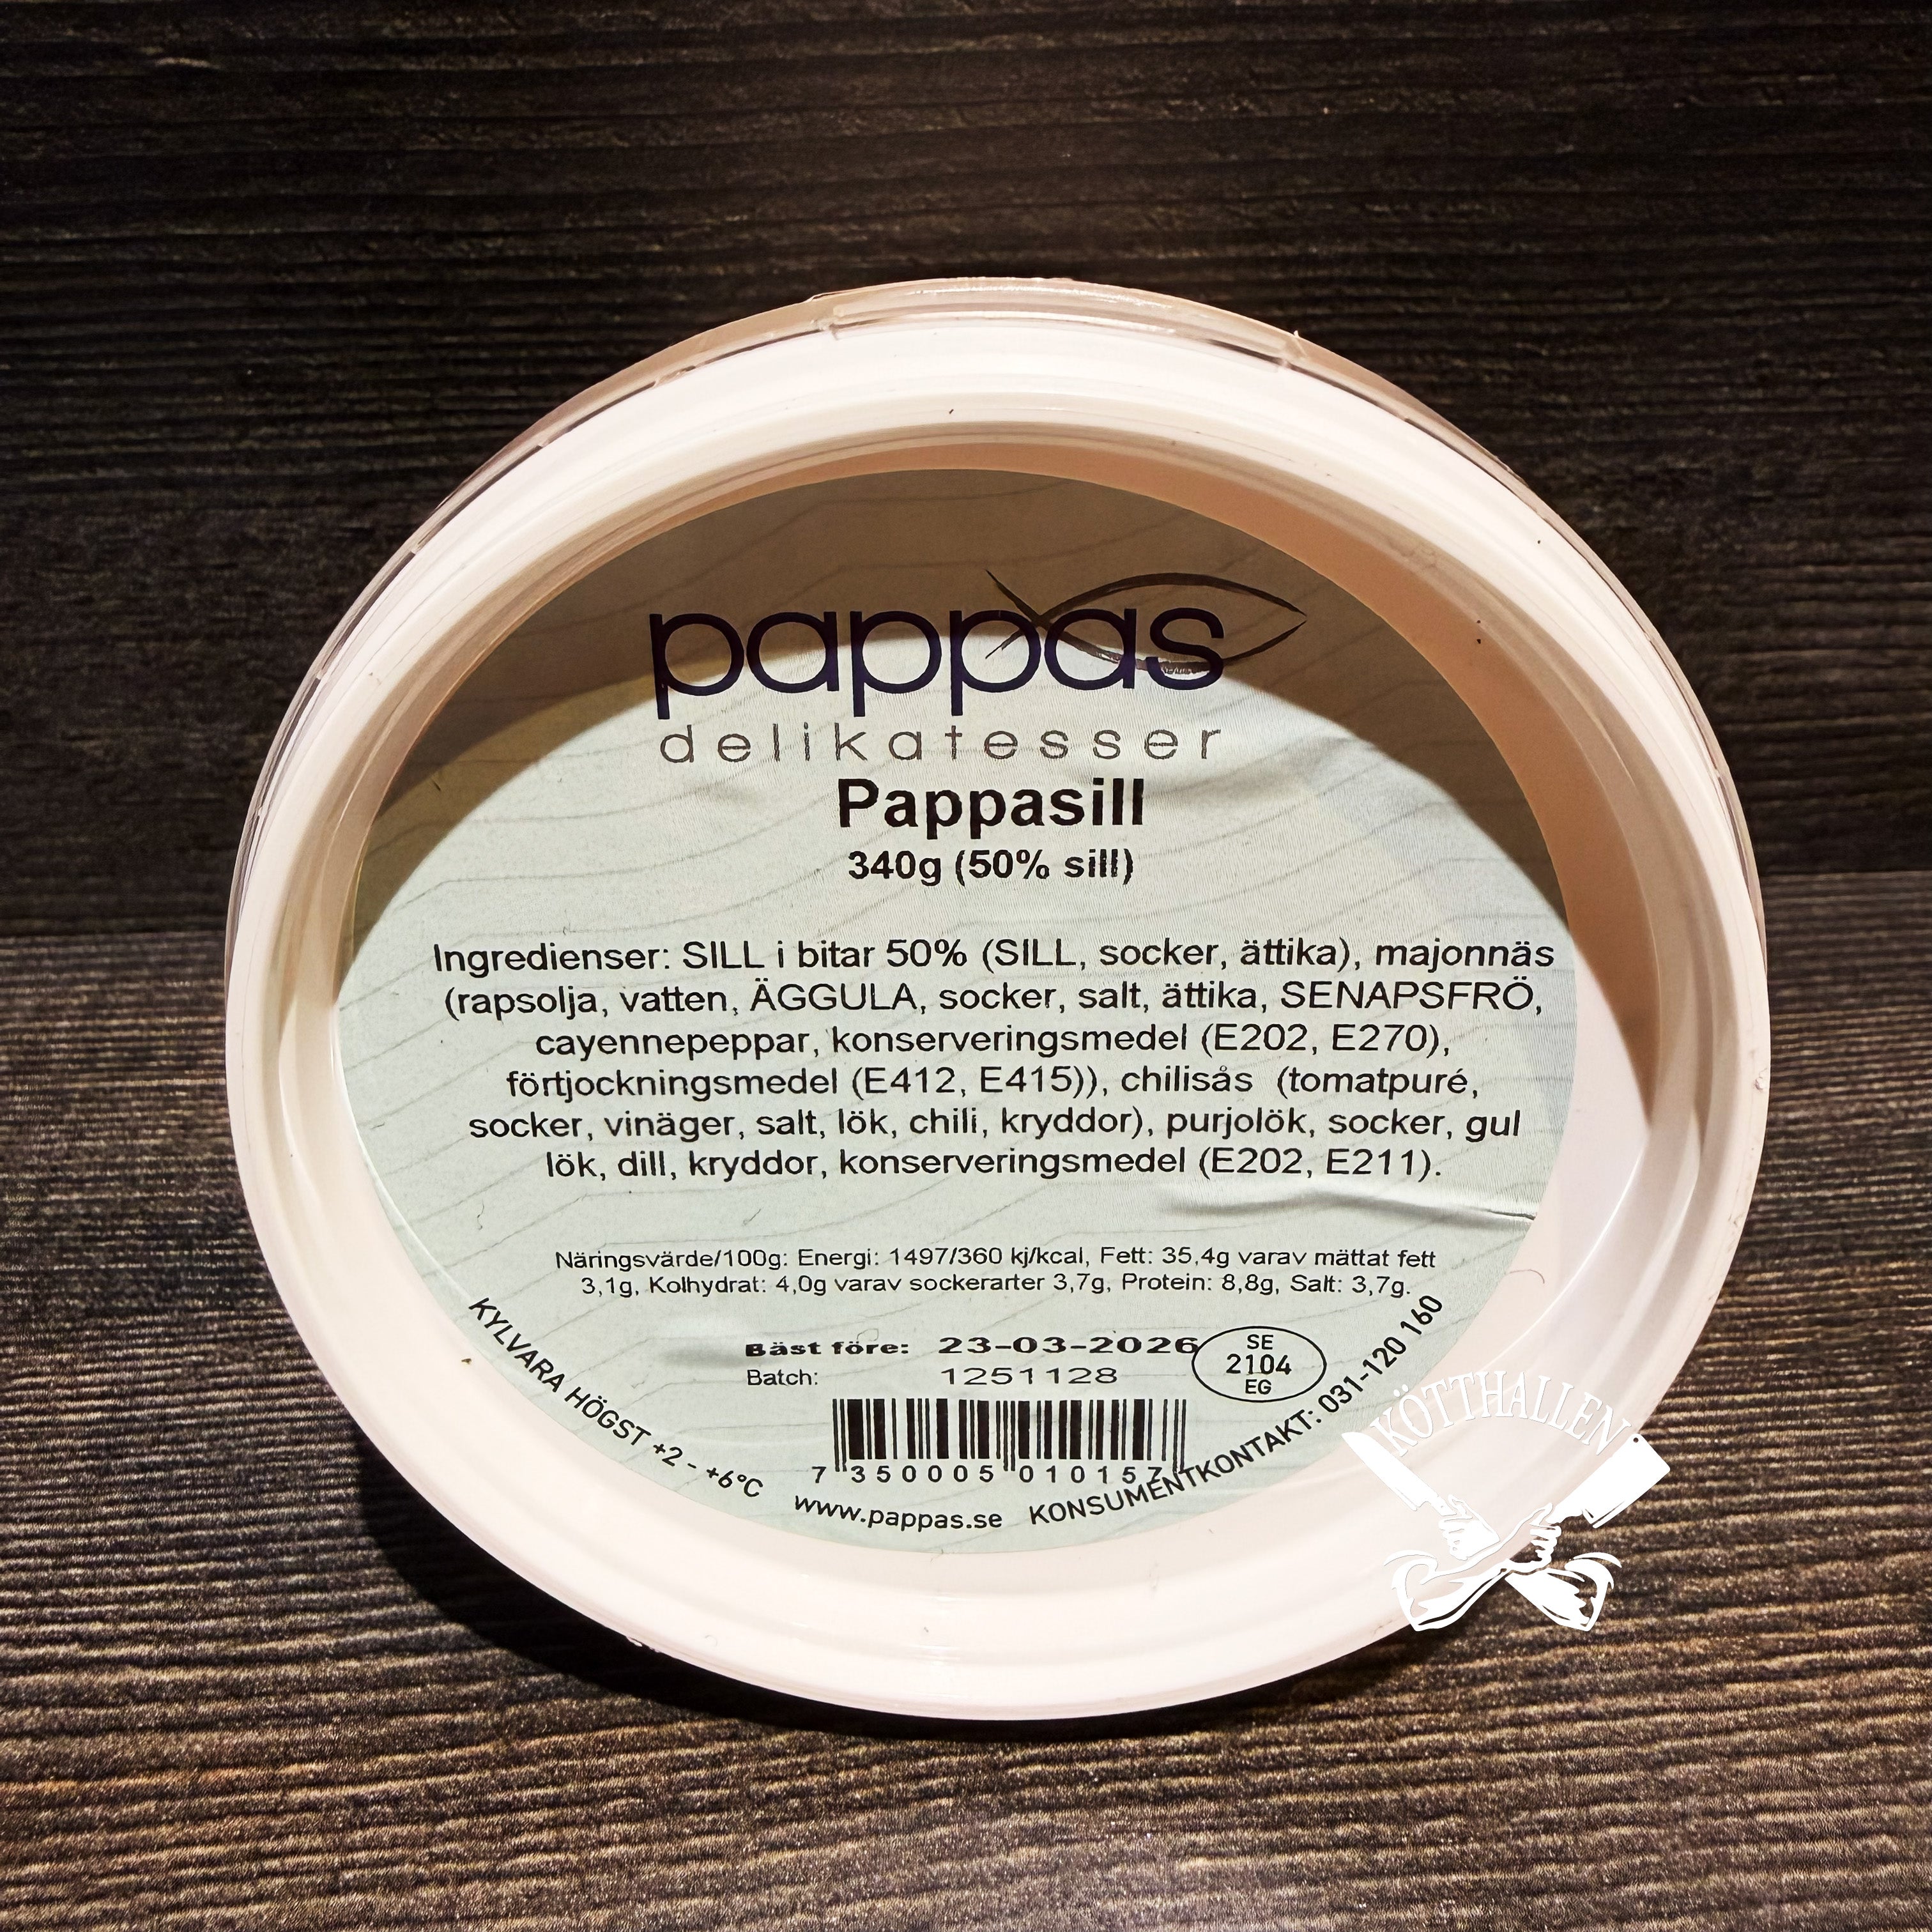 pappas
delikatesser
Pappasill
340g (50% sill)
Ingredienser: SILL i bitar 50% (SILL, socker, ättika), majonnäs
(rapsolja, vatten, ÄGGULA, socker, salt, ättika, SENAPSFRÖ,
cayennepeppar, konserveringsmedel (E202, E270),
förtjockningsmedel (E412, E415)), chilisås (tomatpuré,
socker, vinäger, salt, lök, chili, kryddor), purjolök, socker, gul
lök, dill, kryddor, konserveringsmedel (E202, E211).
Näringsvärde/100g: Energi: 1497/360 kj/kcal, Fett: 35,4g varav mättat fett
3,1g, Kolhydrat: 4,0g varav sockerarter 3,7g, Protein: 8,8g, Salt: 3,7g.
Bäst före: 23-03-2026
Batch: 1251128
SE
2104
EG
7 350005 010157
KYLVARA HÖGST +2 - +6°C
www.pappas.se
KONSUMENTKONTAKT: 031-120 160
KÖTTHALLEN